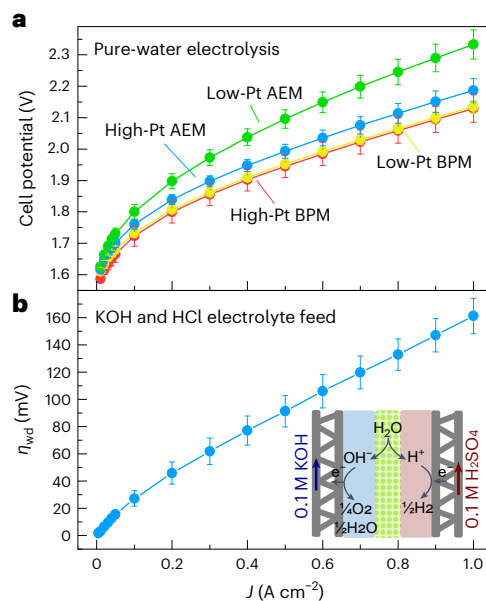 a
Pure-water electrolysis
Low-Pt AEM
High-Pt AEM
Low-Pt BPM
High-Pt BPM
Cell potential (V)
2.3
2.2
2.1
2.0
1.9
1.8
1.7
1.6
b
KOH and HCl electrolyte feed
ηwd (mV)
160
140
120
100
80
60
40
20
0
0.1 M KOH
H₂O
OH⁻
H⁺
e⁻
e⁻
¼O₂
½H₂O
½H₂
0.1 M H₂SO4
0
0.2
0.4
0.6
0.8
1.0
J (A cm⁻²)